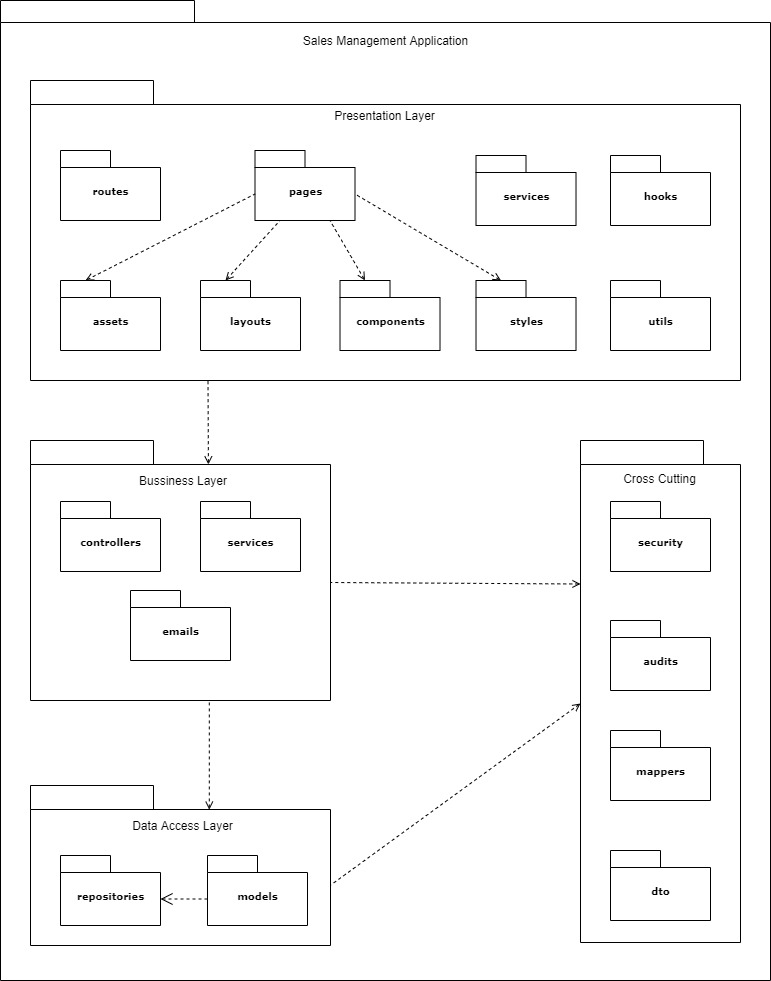 Sales Management Application
Presentation Layer
routes
pages
services
hooks
assets
layouts
components
styles
utils
Bussiness Layer
controllers
services
emails
Cross Cutting
security
audits
mappers
dto
Data Access Layer
repositories
models